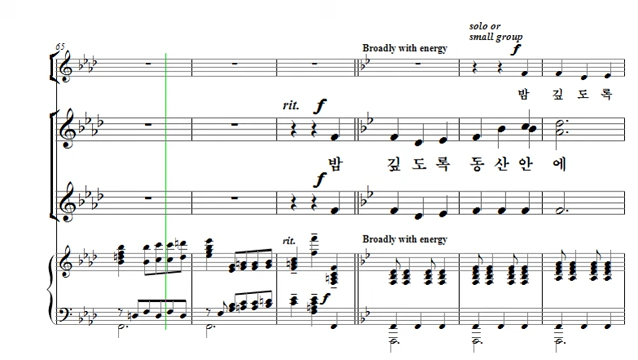 solo or
small group
65
Broadly with energy
f
밤 깊 도 록
rit.
f
밤 깊 도 록 동 산 안 에
f
rit.
Broadly with energy
f